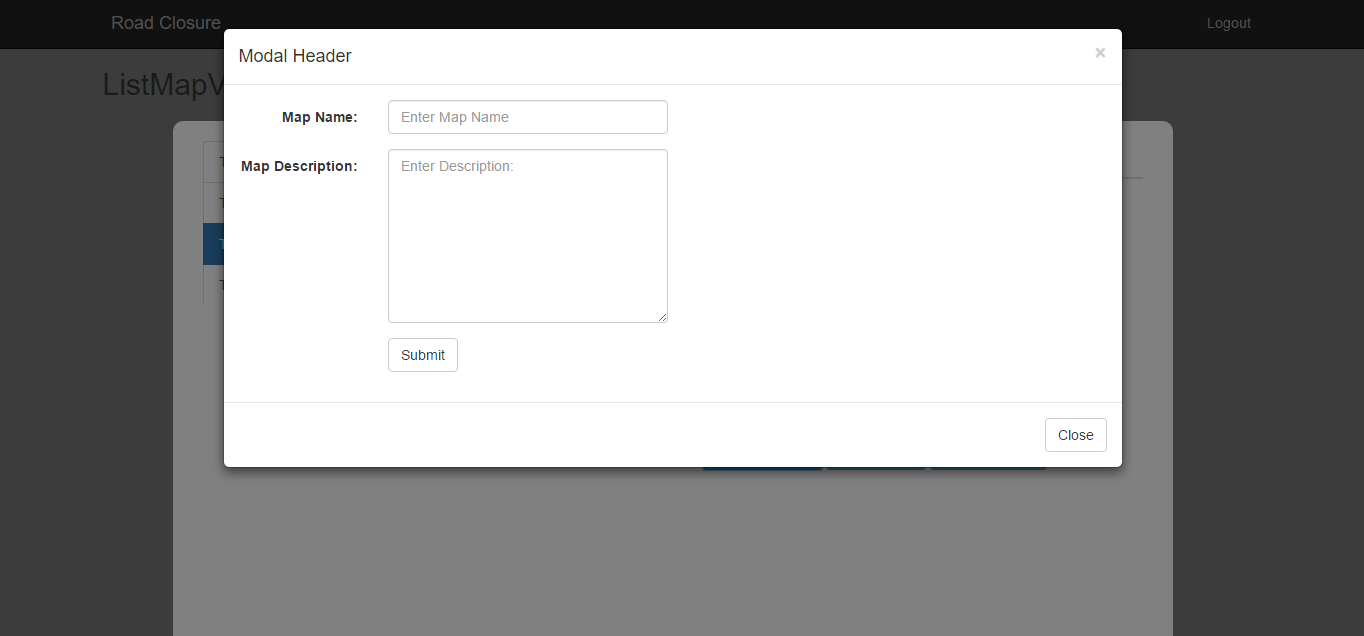 Road Closure
Logout
Modal Header
×
ListMapV
Map Name:
Enter Map Name
Map Description:
Enter Description:
Submit
Close